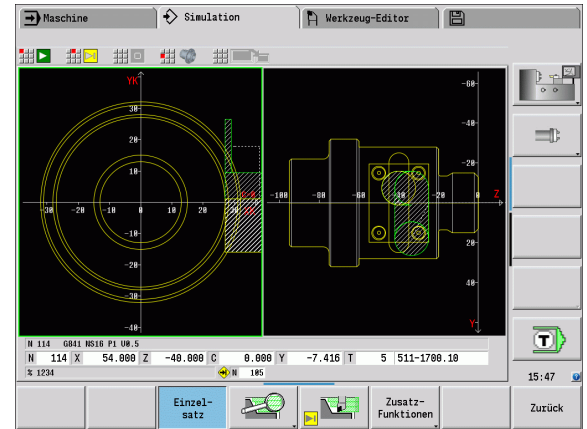 Maschine Simulation Werkzeug-Editor
YK
30
20
10
-30 -20 -10 0 10 20 30
-10
-20
-30
-40
-60
-40
-20
-100 -80 -60 -40 -20 0 Z
20
40
Y
N 114 G841 NS16 P1 U0.5
N 114 X 54.000 Z -40.000 C 0.000 Y -7.416 T 5 511-1700.10
% 1234 N 105
T
15:47
Einzel-
satz
Zusatz-
Funktionen
Zurück